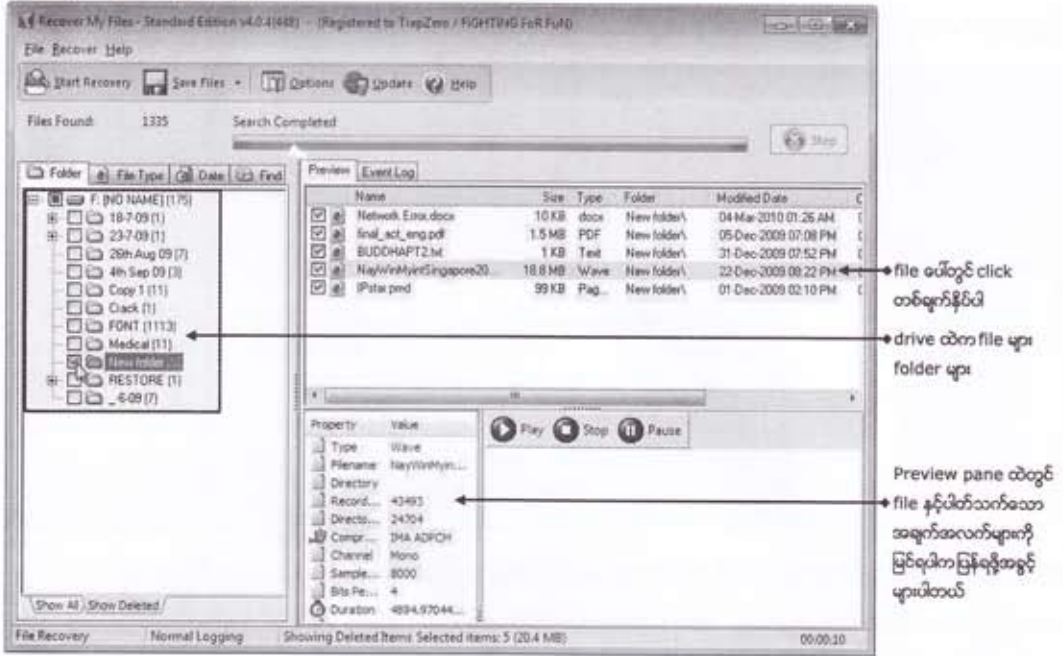 Recover My Files - Standard Edition v4.0.4(448) - (Registered to TrapZero / FiGHTiNG FoR FuN)
File Recover Help
Start Recovery Save Files Options Update Help
Files Found: 1335 Search Completed
Stop
Folder File Type Date Find
Preview Event Log
F: [NO NAME] (175)
18-7-09 (1)
23-7-09 (1)
26th Aug 09 (7)
4th Sep 09 (3)
Copy 1 (11)
Crack (1)
FONT (1113)
Medical (11)
New folder ...
RESTORE (1)
_-6-09 (7)
Name Size Type Folder Modified Date
Network Error.docx 10 KB docx New folder\ 04-Mar-2010 01:26 AM
final_act_eng.pdf 1.5 MB PDF New folder\ 05-Dec-2009 07:08 PM
BUDDHAPT2.txt 1 KB Text New folder\ 31-Dec-2009 07:52 PM
NayWinMyintSingapore20... 18.8 MB Wave New folder\ 22-Dec-2009 08:22 PM
IPstar.pmd 99 KB Pag... New folder\ 01-Dec-2009 02:10 PM
file ပေါ်တွင် click
တစ်ချက်နှိပ်ပါ
drive ထဲက file များ
folder များ
Property Value
Type Wave
Filename NayWinMyin...
Directory
Record... 43493
Directo... 24704
Compr... IMA ADPCM
Channel Mono
Sample... 8000
Bits Pe... 4
Duration 4894.97044...
Play Stop Pause
Preview pane ထဲတွင်
file နှင့်ပါတ်သက်သော
အချက်အလက်များကို
မြင်ရပါက ပြန်ရဖို့အခွင့်
များပါတယ်
Show All Show Deleted
File Recovery Normal Logging Showing Deleted Items Selected items: 5 (20.4 MB) 00:00:10